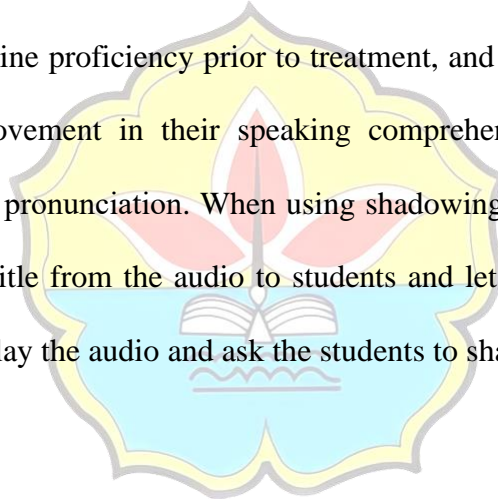 ine proficiency prior to treatment, and
ovement in their speaking comprehen
pronunciation. When using shadowing
itle from the audio to students and let
lay the audio and ask the students to sha